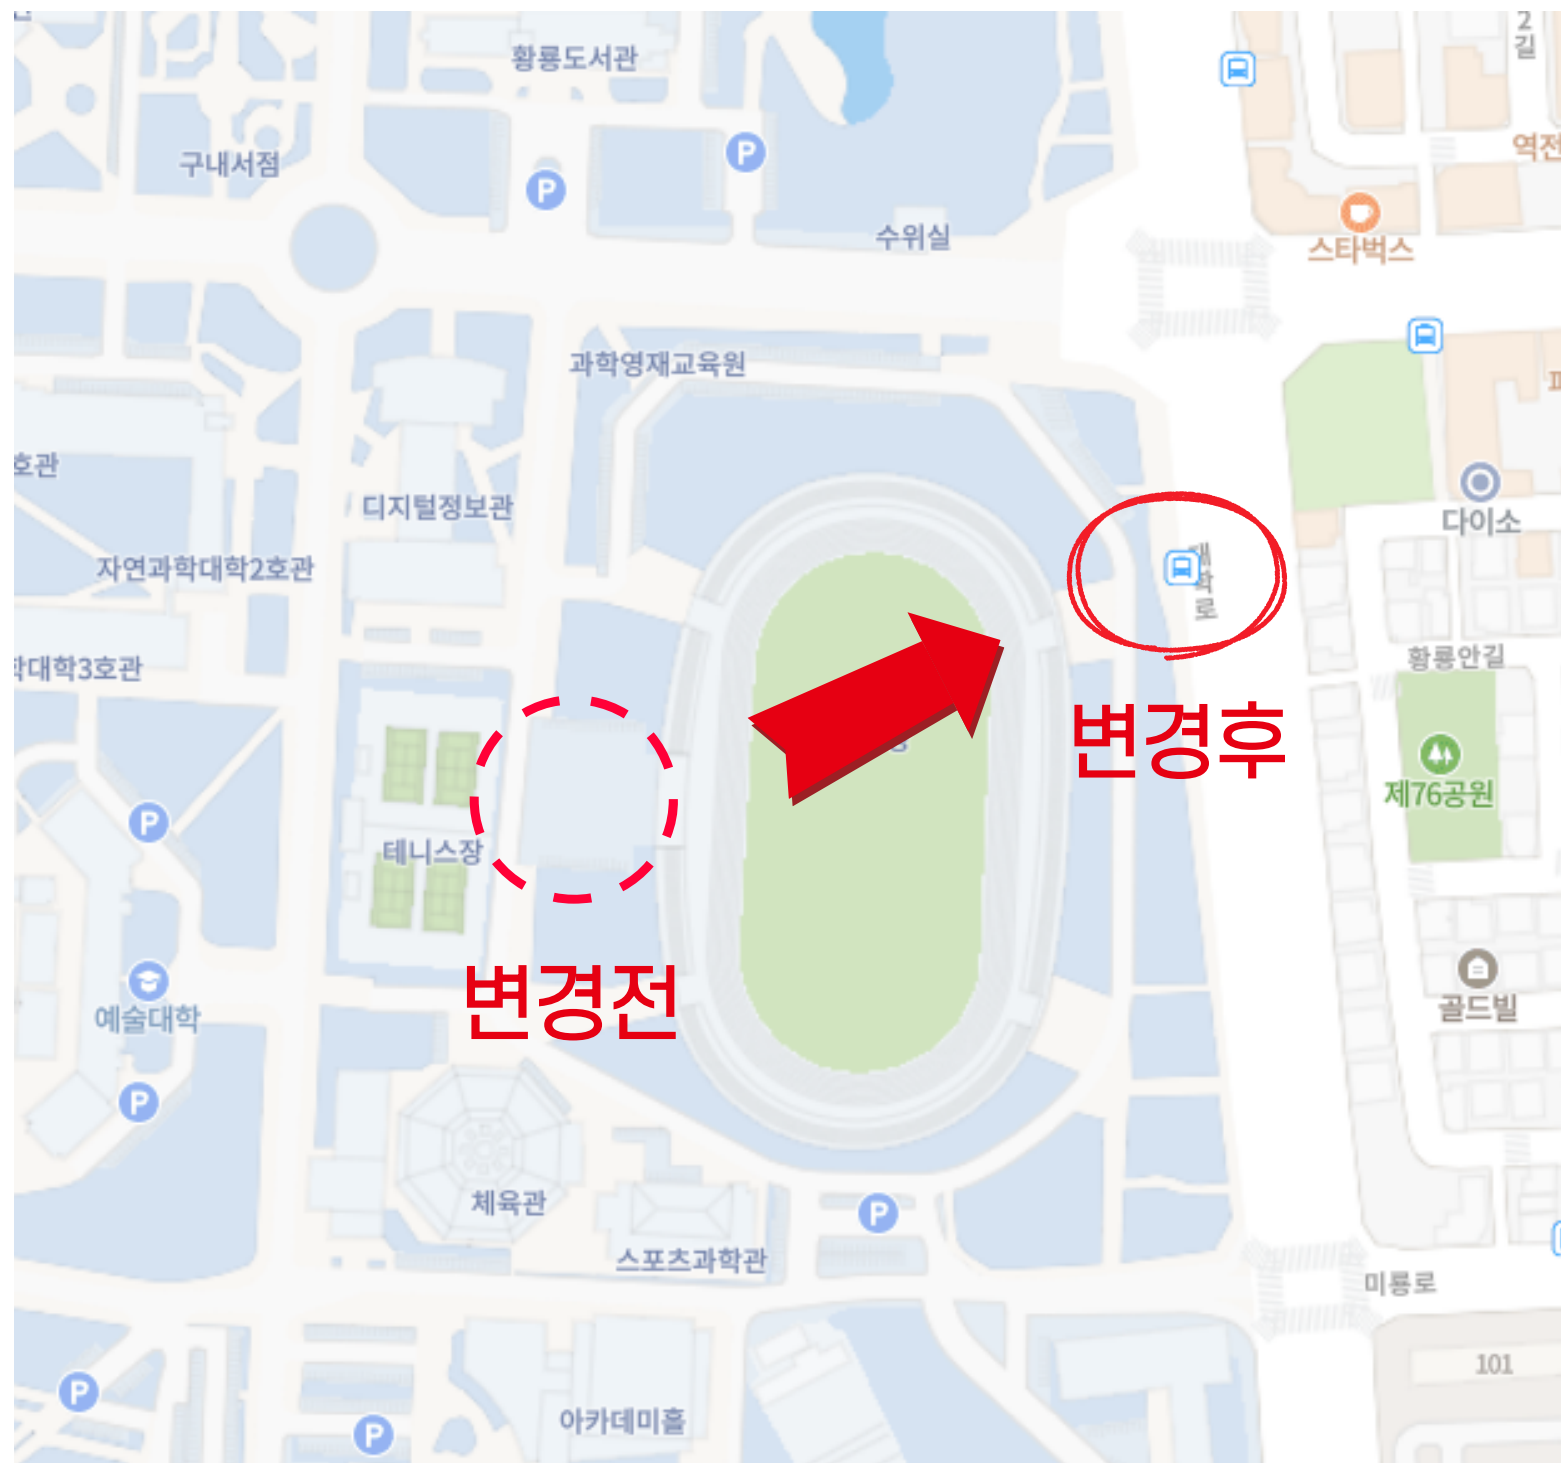 황룡도서관
2길
구내서점
P
P
역전
수위실
스타벅스
과학영재교육원
호관
디지털정보관
다이소
자연과학대학2호관
대학로
황룡안길
학대학3호관
변경후
제76공원
P
테니스장
예술대학
변경전
골드빌
P
체육관
P
스포츠과학관
미룡로
101
P
아카데미홀
P